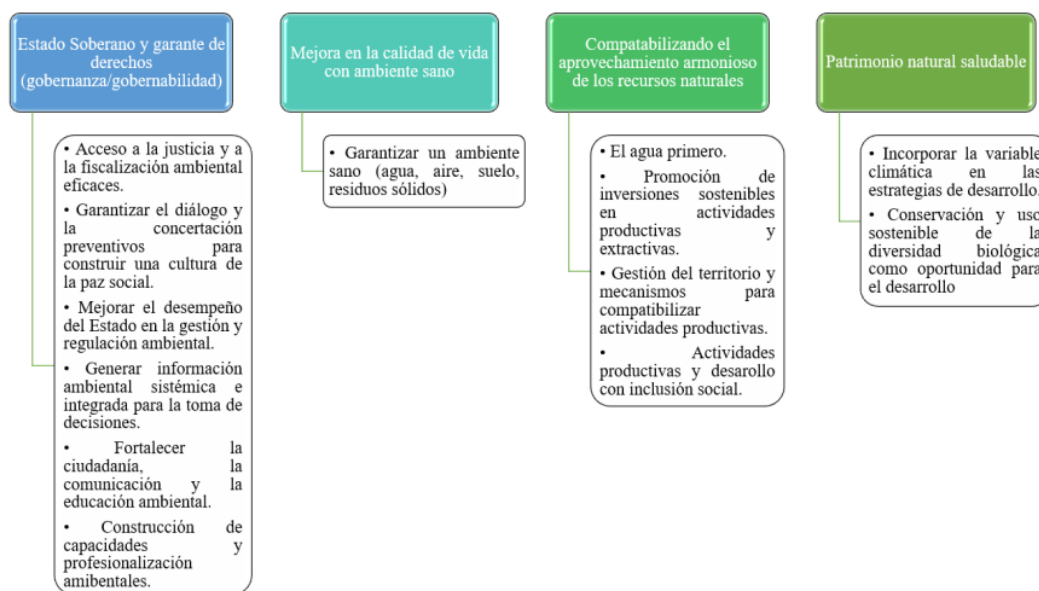 Estado Soberano y garante de
derechos
(gobernanza/gobernabilidad)
• Acceso a la justicia y a
la fiscalización ambiental
eficaces.
• Garantizar el diálogo y
la concertación
preventivos para
construir una cultura de
la paz social.
• Mejorar el desempeño
del Estado en la gestión y
regulación ambiental.
• Generar información
ambiental sistémica e
integrada para la toma de
decisiones.
• Fortalecer la
ciudadanía, la
comunicación y la
educación ambiental.
• Construcción de
capacidades y
profesionalización
amibentales.
Mejora en la calidad de vida
con ambiente sano
• Garantizar un ambiente
sano (agua, aire, suelo,
residuos sólidos)
Compatabilizando el
aprovechamiento armonioso
de los recursos naturales
• El agua primero.
• Promoción de
inversiones sostenibles
en actividades
productivas y
extractivas.
• Gestión del territorio y
mecanismos para
compatibilizar
actividades productivas.
• Actividades
productivas y desarollo
con inclusión social.
Patrimonio natural saludable
• Incorporar la variable
climática en las
estrategias de desarrollo.
• Conservación y uso
sostenible de la
diversidad biológica
como oportunidad para
el desarrollo